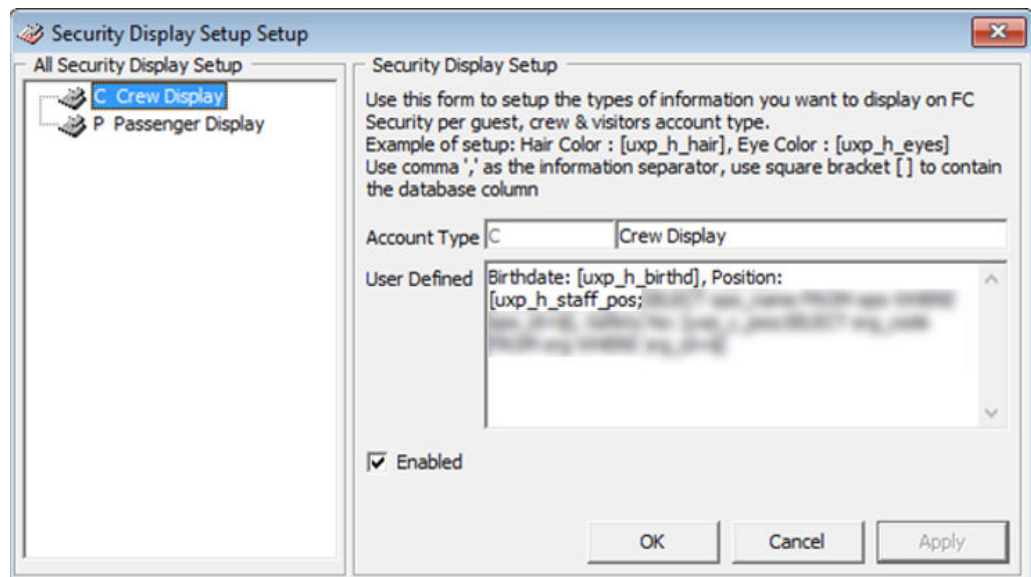 Security Display Setup Setup
All Security Display Setup
C Crew Display
P Passenger Display
Security Display Setup
Use this form to setup the types of information you want to display on FC
Security per guest, crew & visitors account type.
Example of setup: Hair Color : [uxp_h_hair], Eye Color : [uxp_h_eyes]
Use comma ',' as the information separator, use square bracket [ ] to contain
the database column
Account Type C Crew Display
User Defined Birthdate: [uxp_h_birthd], Position:
[uxp_h_staff_pos;
Enabled
OK Cancel Apply